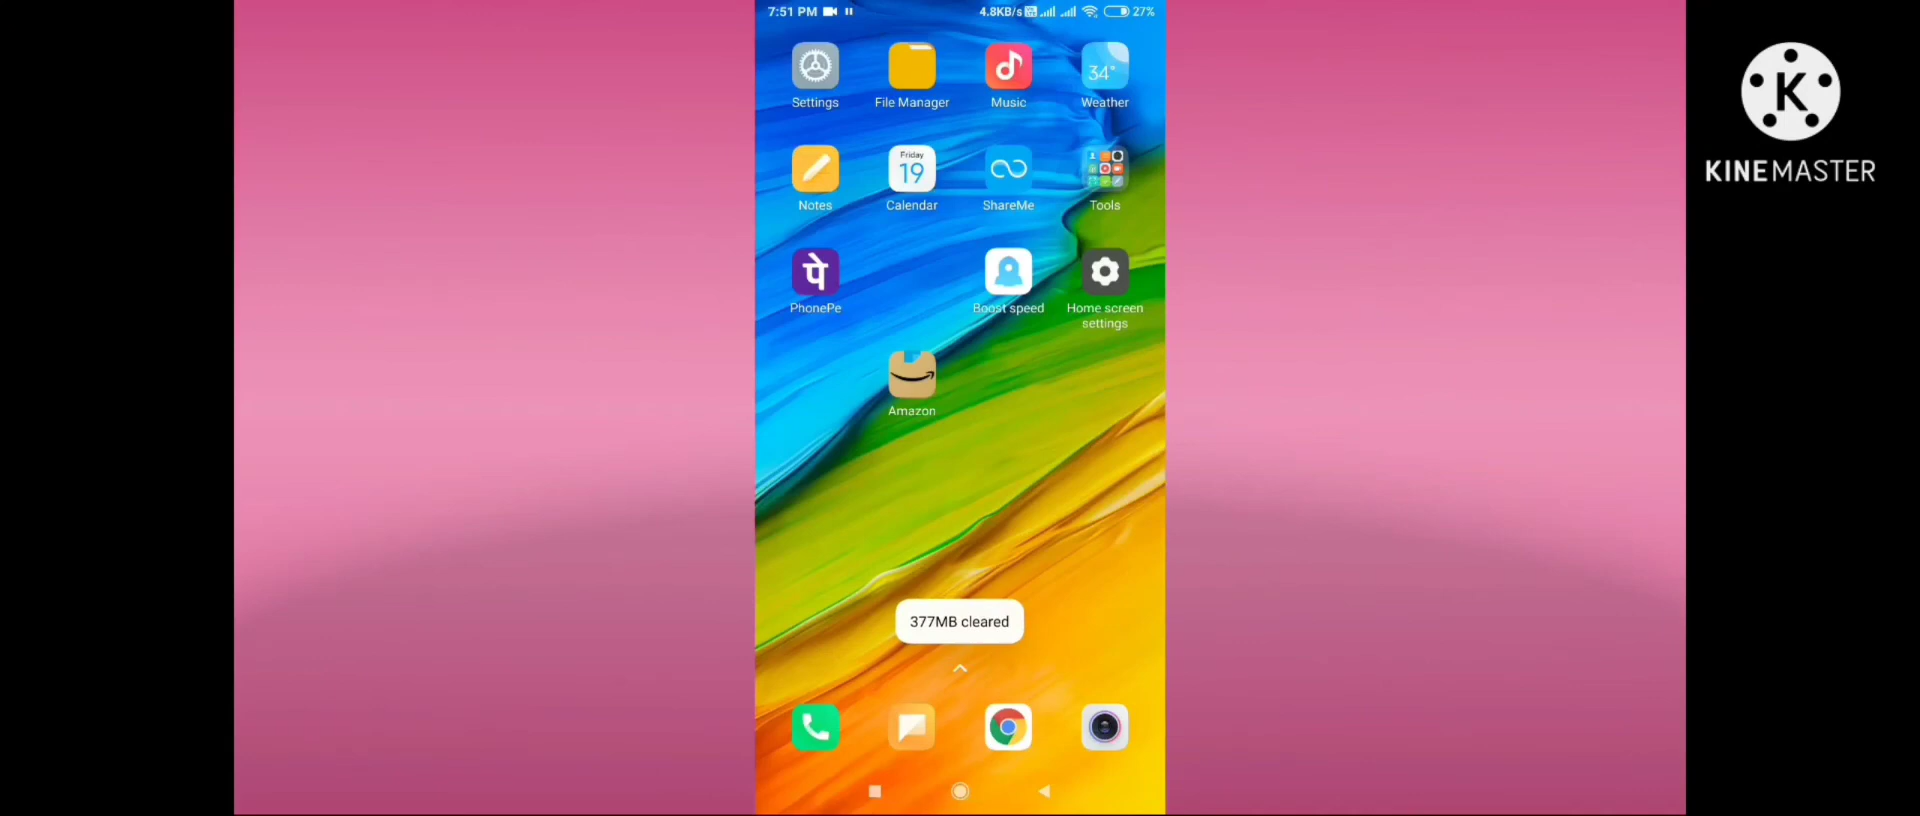 7:51 PM
4.8KB/s
27%
K
KINEMASTER
34°
Settings
File Manager
Music
Weather
Friday
19
Notes
Calendar
ShareMe
Tools
पे
PhonePe
Boost speed
Home screen
settings
Amazon
377MB cleared